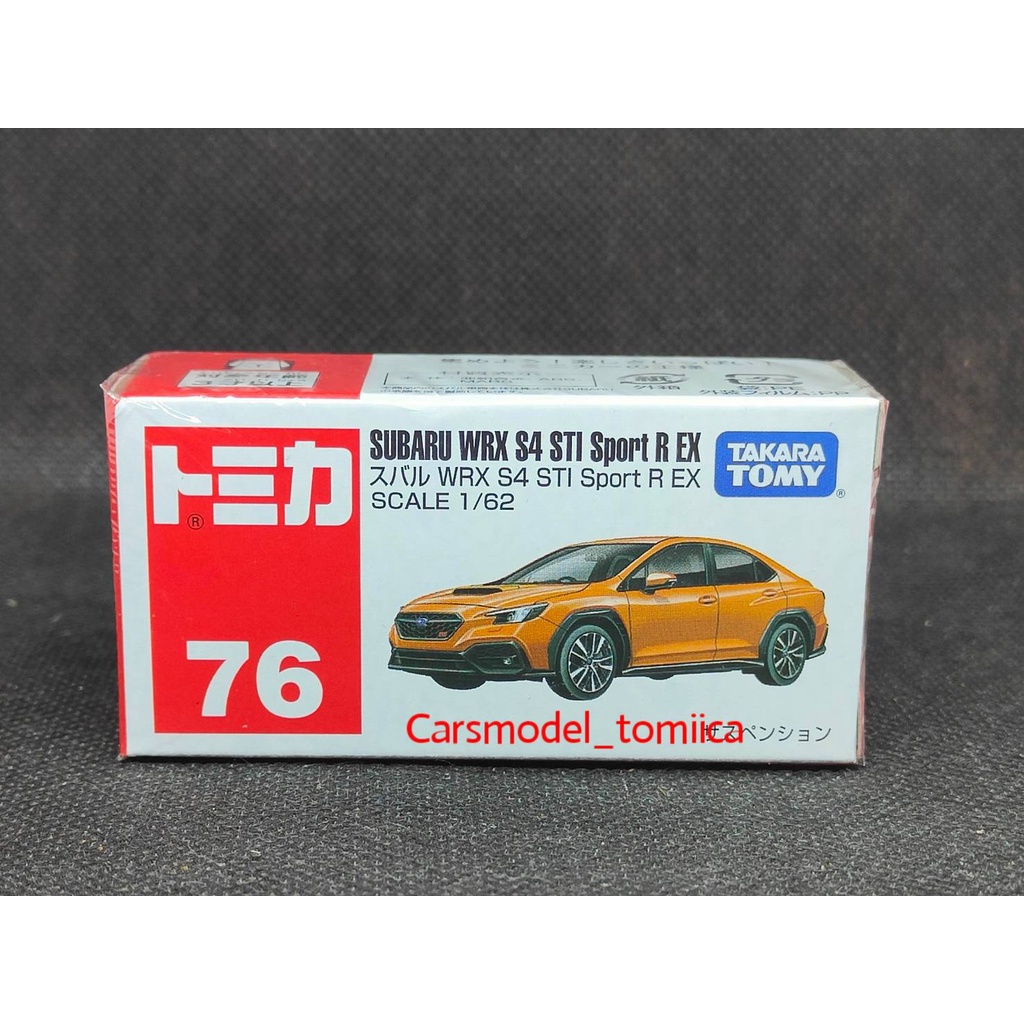 トミカ
®
76
SUBARU WRX S4 STI Sport R EX
スバル WRX S4 STI Sport R EX
SCALE 1/62
TAKARA
TOMY
®
Carsmodel_tomiica
サスペンション